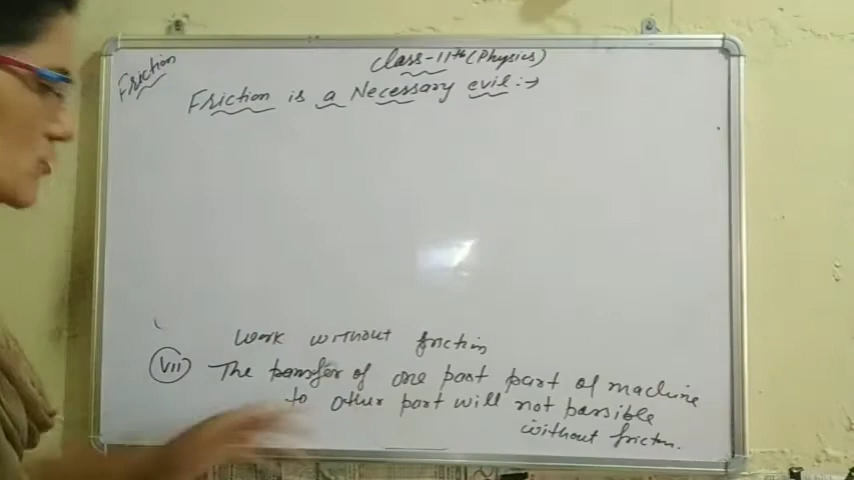 Class-11th (Physics)
Friction
Friction is a Necessary evil :→
work without friction
(vii) The transfer of one part part of machine
to other part will not possible
without friction.